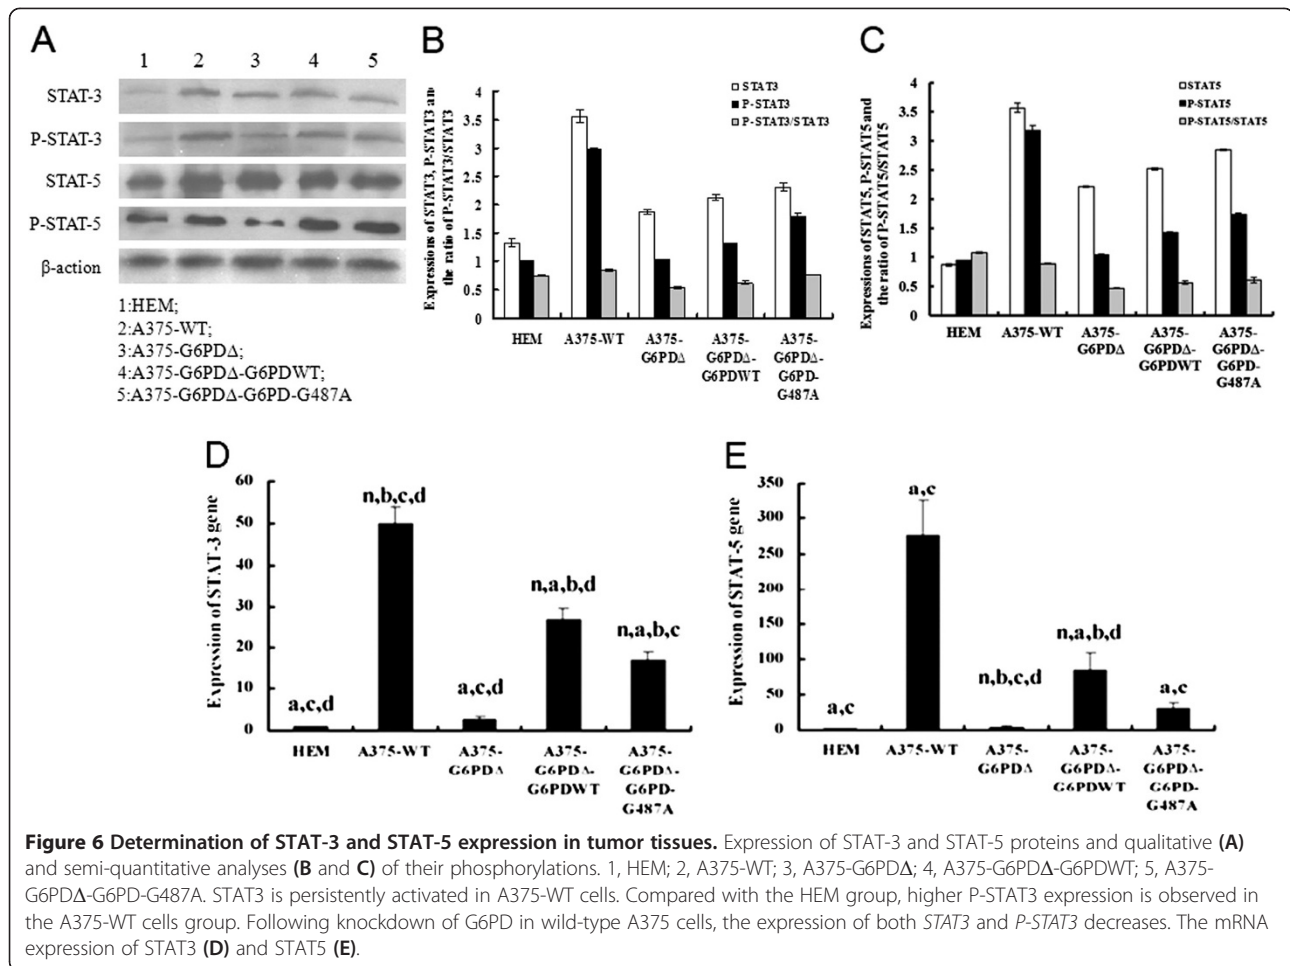 A
1 2 3 4 5
STAT-3
P-STAT-3
STAT-5
P-STAT-5
β-action
1:HEM;
2:A375-WT;
3:A375-G6PDΔ;
4:A375-G6PDΔ-G6PDWT;
5:A375-G6PDΔ-G6PD-G487A
B
Expressions of STAT3, P-STAT3 an
the ratio of P-STAT3/STAT3
STAT3
P-STAT3
P-STAT3/STAT3
4
3.5
3
2.5
2
1.5
1
0.5
0
HEM
A375-WT
A375-
G6PDΔ
A375-
G6PDΔ-
G6PDWT
A375-
G6PDΔ-
G6PD-
G487A
C
Expressions of STAT5, P-STAT5 and
the ratio of P-STAT5/STAT5
STAT5
P-STAT5
P-STAT5/STAT5
4
3.5
3
2.5
2
1.5
1
0.5
0
HEM
A375-WT
A375-
G6PDΔ
A375-
G6PDΔ-
G6PDWT
A375-
G6PDΔ-
G6PD-
G487A
D
Expression of STAT-3 gene
60
50
40
30
20
10
0
a,c,d
n,b,c,d
a,c,d
n,a,b,d
n,a,b,c
HEM
A375-WT
A375-
G6PDΔ
A375-
G6PDΔ-
G6PDWT
A375-
G6PDΔ-
G6PD-
G487A
E
Expression of STAT-5 gene
350
300
250
200
150
100
50
0
a,c
a,c
n,b,c,d
n,a,b,d
a,c
HEM
A375-WT
A375-
G6PDΔ
A375-
G6PDΔ-
G6PDWT
A375-
G6PDΔ-
G6PD-
G487A
Figure 6 Determination of STAT-3 and STAT-5 expression in tumor tissues. Expression of STAT-3 and STAT-5 proteins and qualitative (A)
and semi-quantitative analyses (B and C) of their phosphorylations. 1, HEM; 2, A375-WT; 3, A375-G6PDΔ; 4, A375-G6PDΔ-G6PDWT; 5, A375-
G6PDΔ-G6PD-G487A. STAT3 is persistently activated in A375-WT cells. Compared with the HEM group, higher P-STAT3 expression is observed in
the A375-WT cells group. Following knockdown of G6PD in wild-type A375 cells, the expression of both STAT3 and P-STAT3 decreases. The mRNA
expression of STAT3 (D) and STAT5 (E).